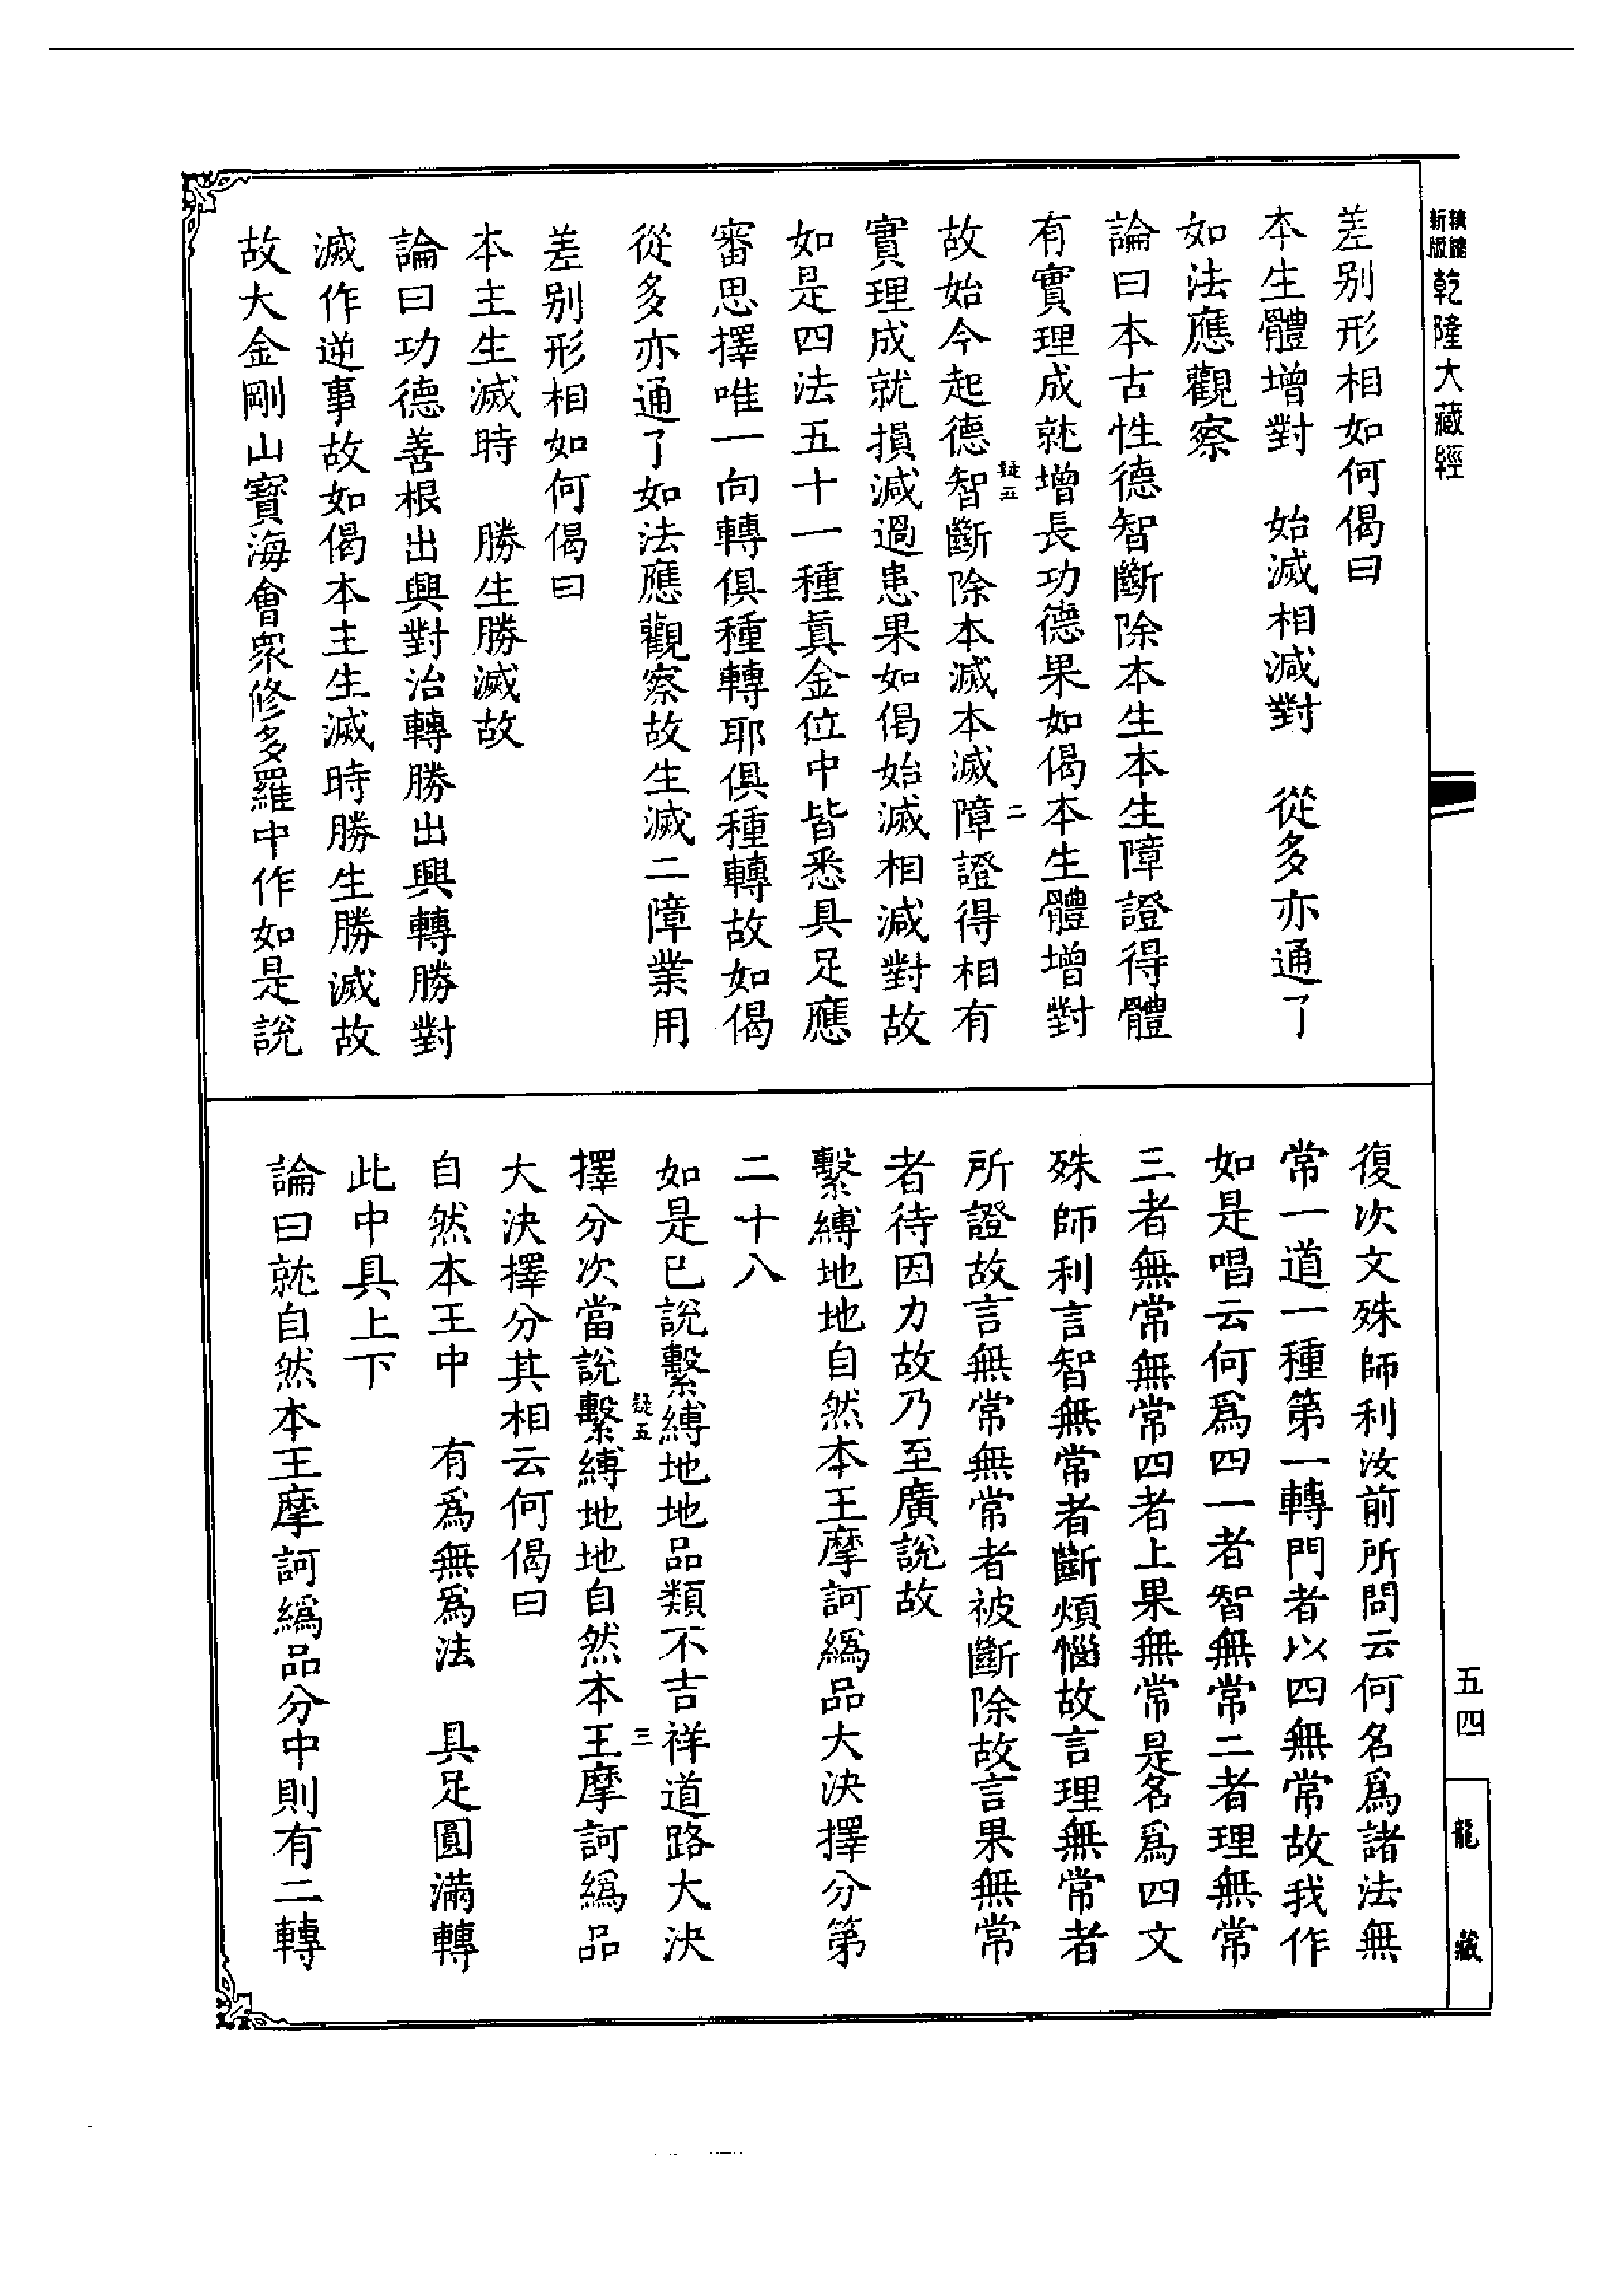 新版精縮乾隆大藏經
差别形相如何偈曰
本生體增對　始滅相減對　從多亦通了
如法應觀察
論曰本古性德智斷除本生本生障證得體
有實理成就增長功德果如偈本生體增對
疑五　二
故始今起德智斷除本滅本滅障證得相有
實理成就損減過患果如偈始滅相減對故
如是四法五十一種真金位中皆悉具足應
審思擇唯一向轉俱種轉耶俱種轉故如偈
從多亦通了如法應觀察故生滅二障業用
差别形相如何偈曰
本主生滅時　勝生勝滅故
論曰功德善根出興對治轉勝出興轉勝對
滅作逆事故如偈本主生滅時勝生勝滅故
故大金剛山寶海會衆修多羅中作如是說
復次文殊師利汝前所問云何名爲諸法無
常一道一種第一轉門者以四無常故我作
如是唱云何爲四一者智無常二者理無常
三者無常無常四者上果無常是名爲四文
殊師利言智無常者斷煩惱故言理無常者
所證故言無常無常者被斷除故言果無常
者待因力故乃至廣說故
繫縛地地自然本王摩訶縭品大決擇分第
二十八
如是已說繫縛地地品類不吉祥道路大決
疑五　三
擇分次當說繫縛地地自然本王摩訶縭品
大決擇分其相云何偈曰
自然本王中　有爲無爲法　具足圓滿轉
此中具上下
論曰就自然本王摩訶縭品分中則有二轉
五四
龍藏